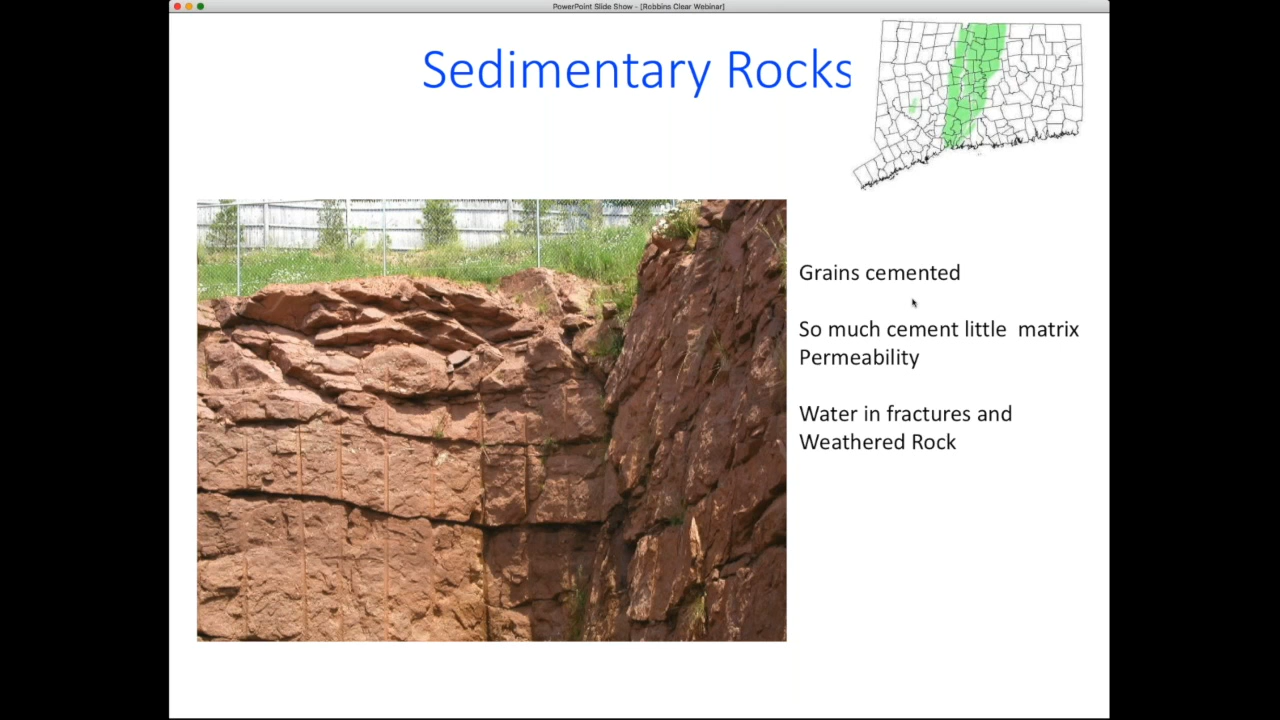 PowerPoint Slide Show - [Robbins Clear Webinar]
Sedimentary Rocks
Grains cemented
So much cement little matrix
Permeability
Water in fractures and
Weathered Rock